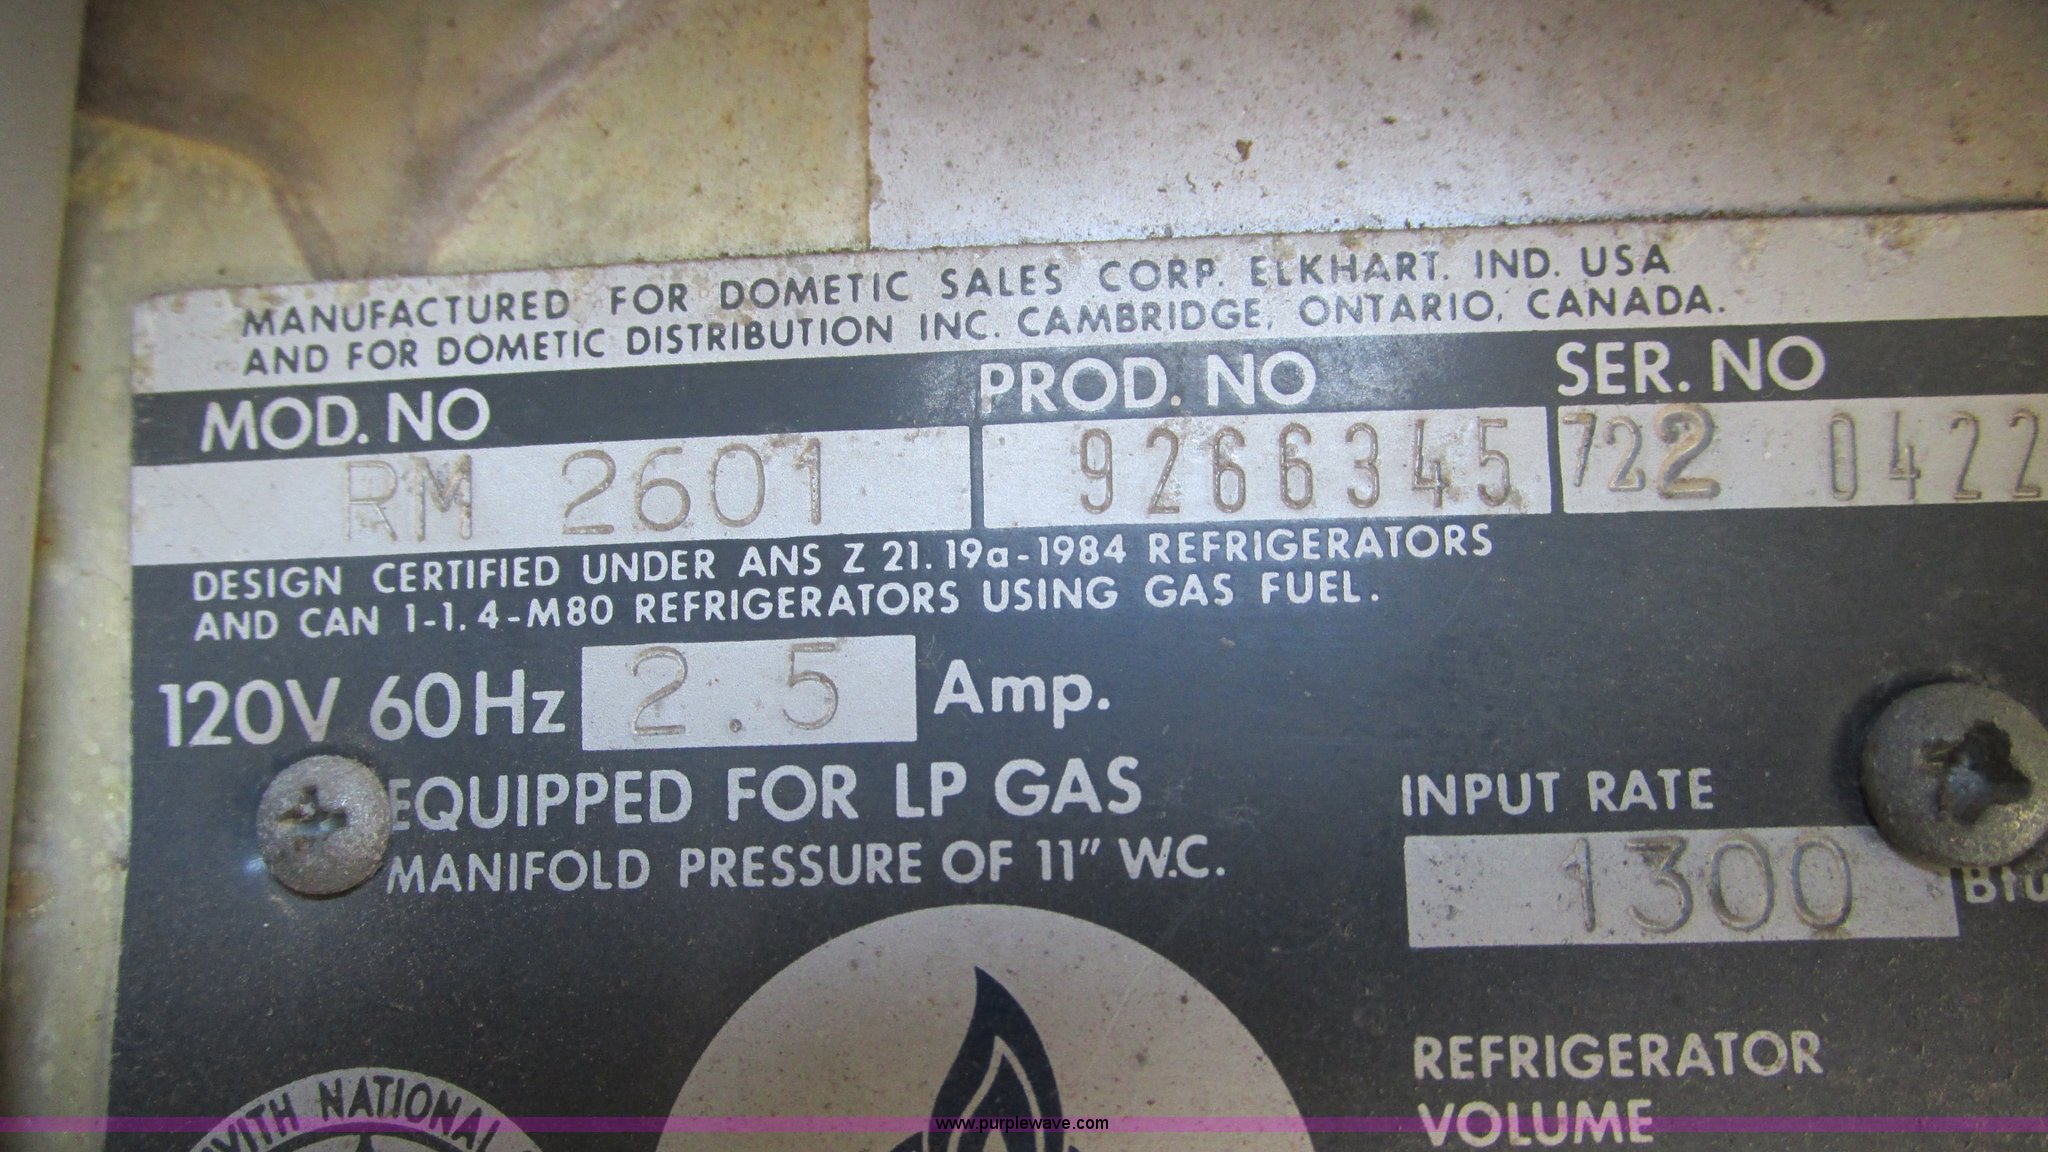 MANUFACTURED FOR DOMETIC SALES CORP. ELKHART. IND. USA
AND FOR DOMETIC DISTRIBUTION INC. CAMBRIDGE, ONTARIO, CANADA.
MOD. NO PROD. NO SER. NO
RM 2601 9266345 722 0422
DESIGN CERTIFIED UNDER ANS Z 21. 19a-1984 REFRIGERATORS
AND CAN 1-1. 4-M80 REFRIGERATORS USING GAS FUEL.
120V 60Hz 2.5 Amp.
EQUIPPED FOR LP GAS
MANIFOLD PRESSURE OF 11" W.C.
INPUT RATE
1300 Btu
REFRIGERATOR
VOLUME
WITH NATIONAL
www.purplewave.com